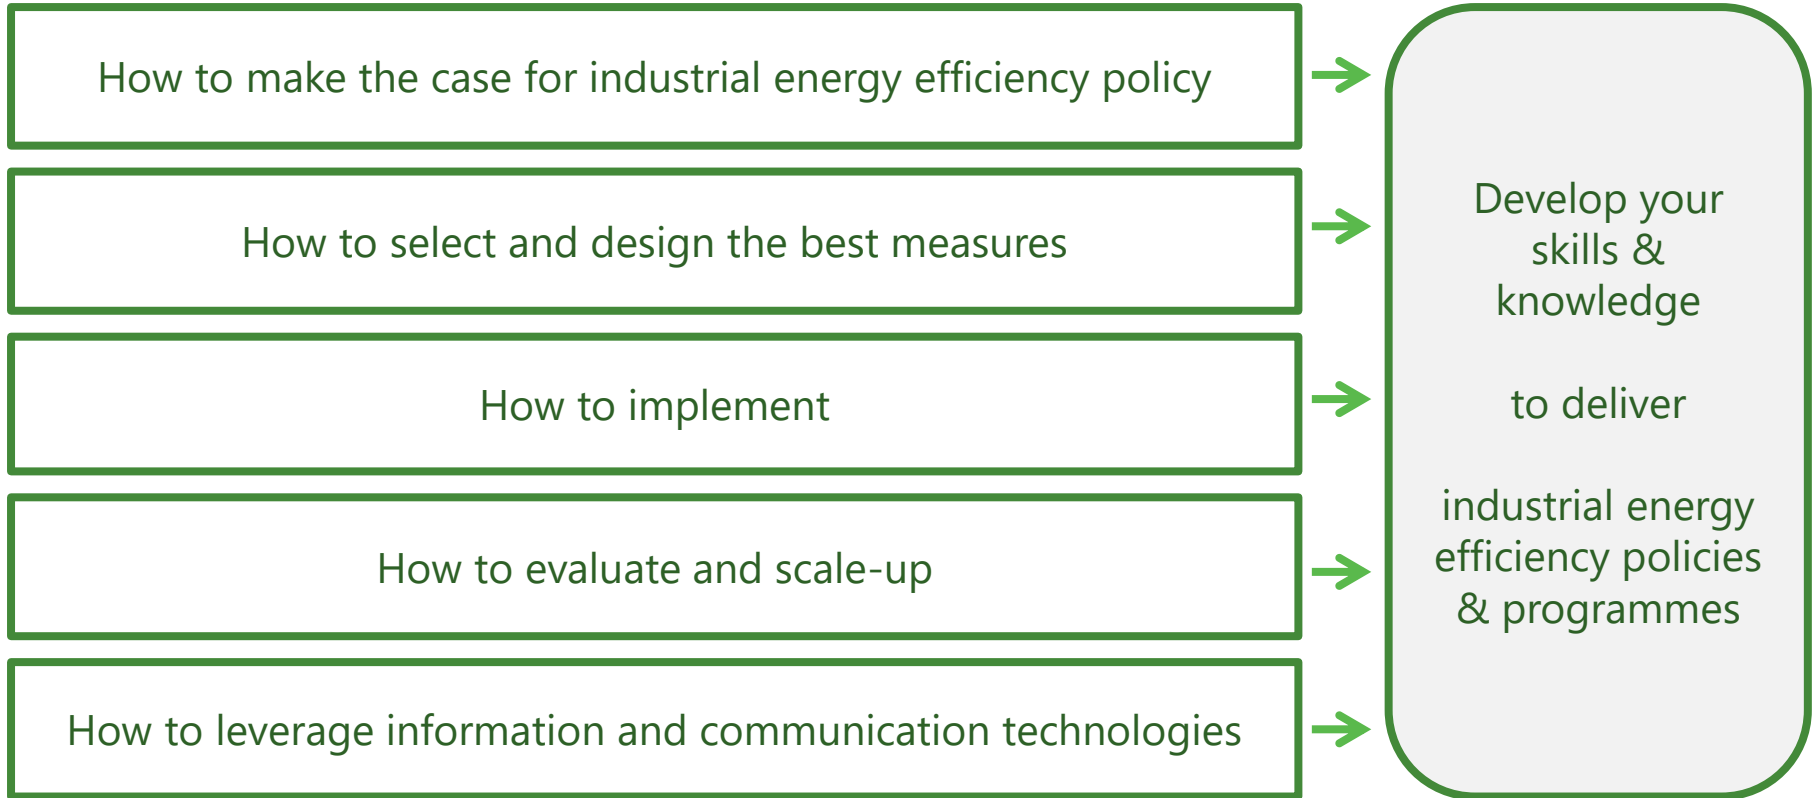 How to make the case for industrial energy efficiency policy
How to select and design the best measures
How to implement
How to evaluate and scale-up
How to leverage information and communication technologies
Develop your
skills &
knowledge
to deliver
industrial energy
efficiency policies
& programmes